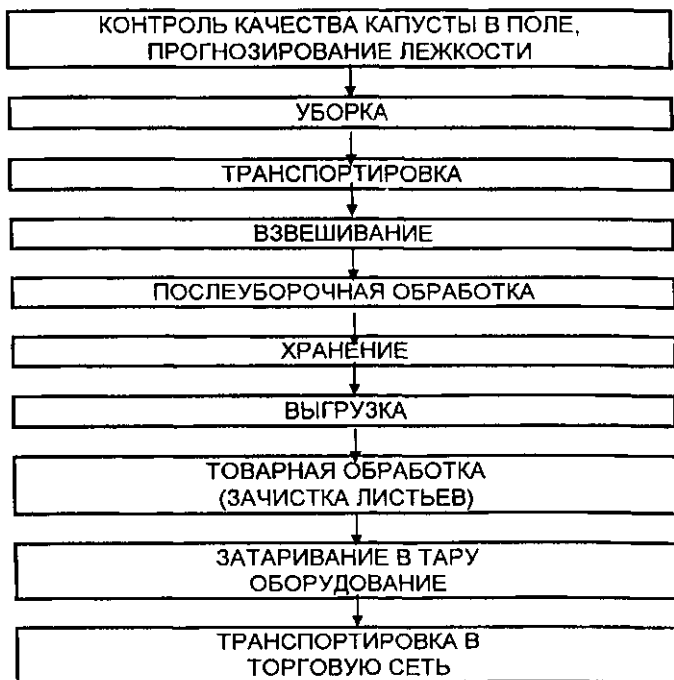 КОНТРОЛЬ КАЧЕСТВА КАПУСТЫ В ПОЛЕ,
ПРОГНОЗИРОВАНИЕ ЛЕЖКОСТИ
УБОРКА
ТРАНСПОРТИРОВКА
ВЗВЕШИВАНИЕ
ПОСЛЕУБОРОЧНАЯ ОБРАБОТКА
ХРАНЕНИЕ
ВЫГРУЗКА
ТОВАРНАЯ ОБРАБОТКА
(ЗАЧИСТКА ЛИСТЬЕВ)
ЗАТАРИВАНИЕ В ТАРУ
ОБОРУДОВАНИЕ
ТРАНСПОРТИРОВКА В
ТОРГОВУЮ СЕТЬ